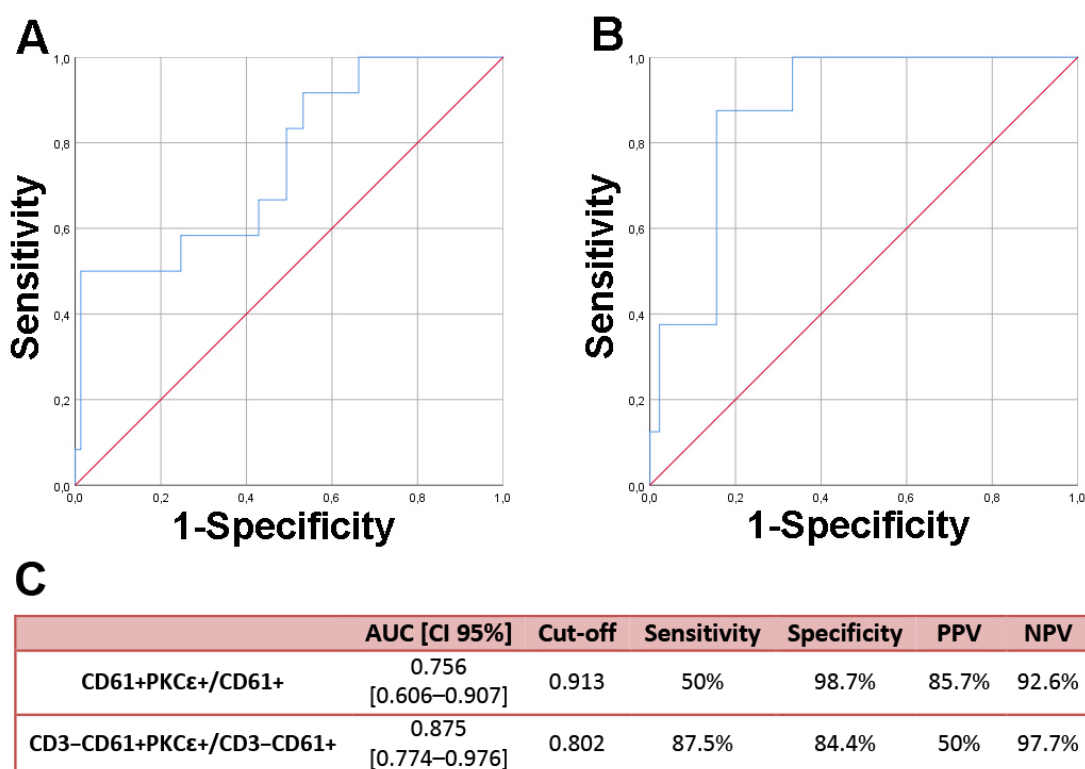 A
B
Sensitivity
1,0
0,8
0,6
0,4
0,2
0,0
0,0 0,2 0,4 0,6 0,8 1,0
1-Specificity
Sensitivity
1,0
0,8
0,6
0,4
0,2
0,0
0,0 0,2 0,4 0,6 0,8 1,0
1-Specificity
C
AUC [CI 95%] Cut-off Sensitivity Specificity PPV NPV
CD61+PKCε+/CD61+ 0.756 [0.606–0.907] 0.913 50% 98.7% 85.7% 92.6%
CD3–CD61+PKCε+/CD3–CD61+ 0.875 [0.774–0.976] 0.802 87.5% 84.4% 50% 97.7%